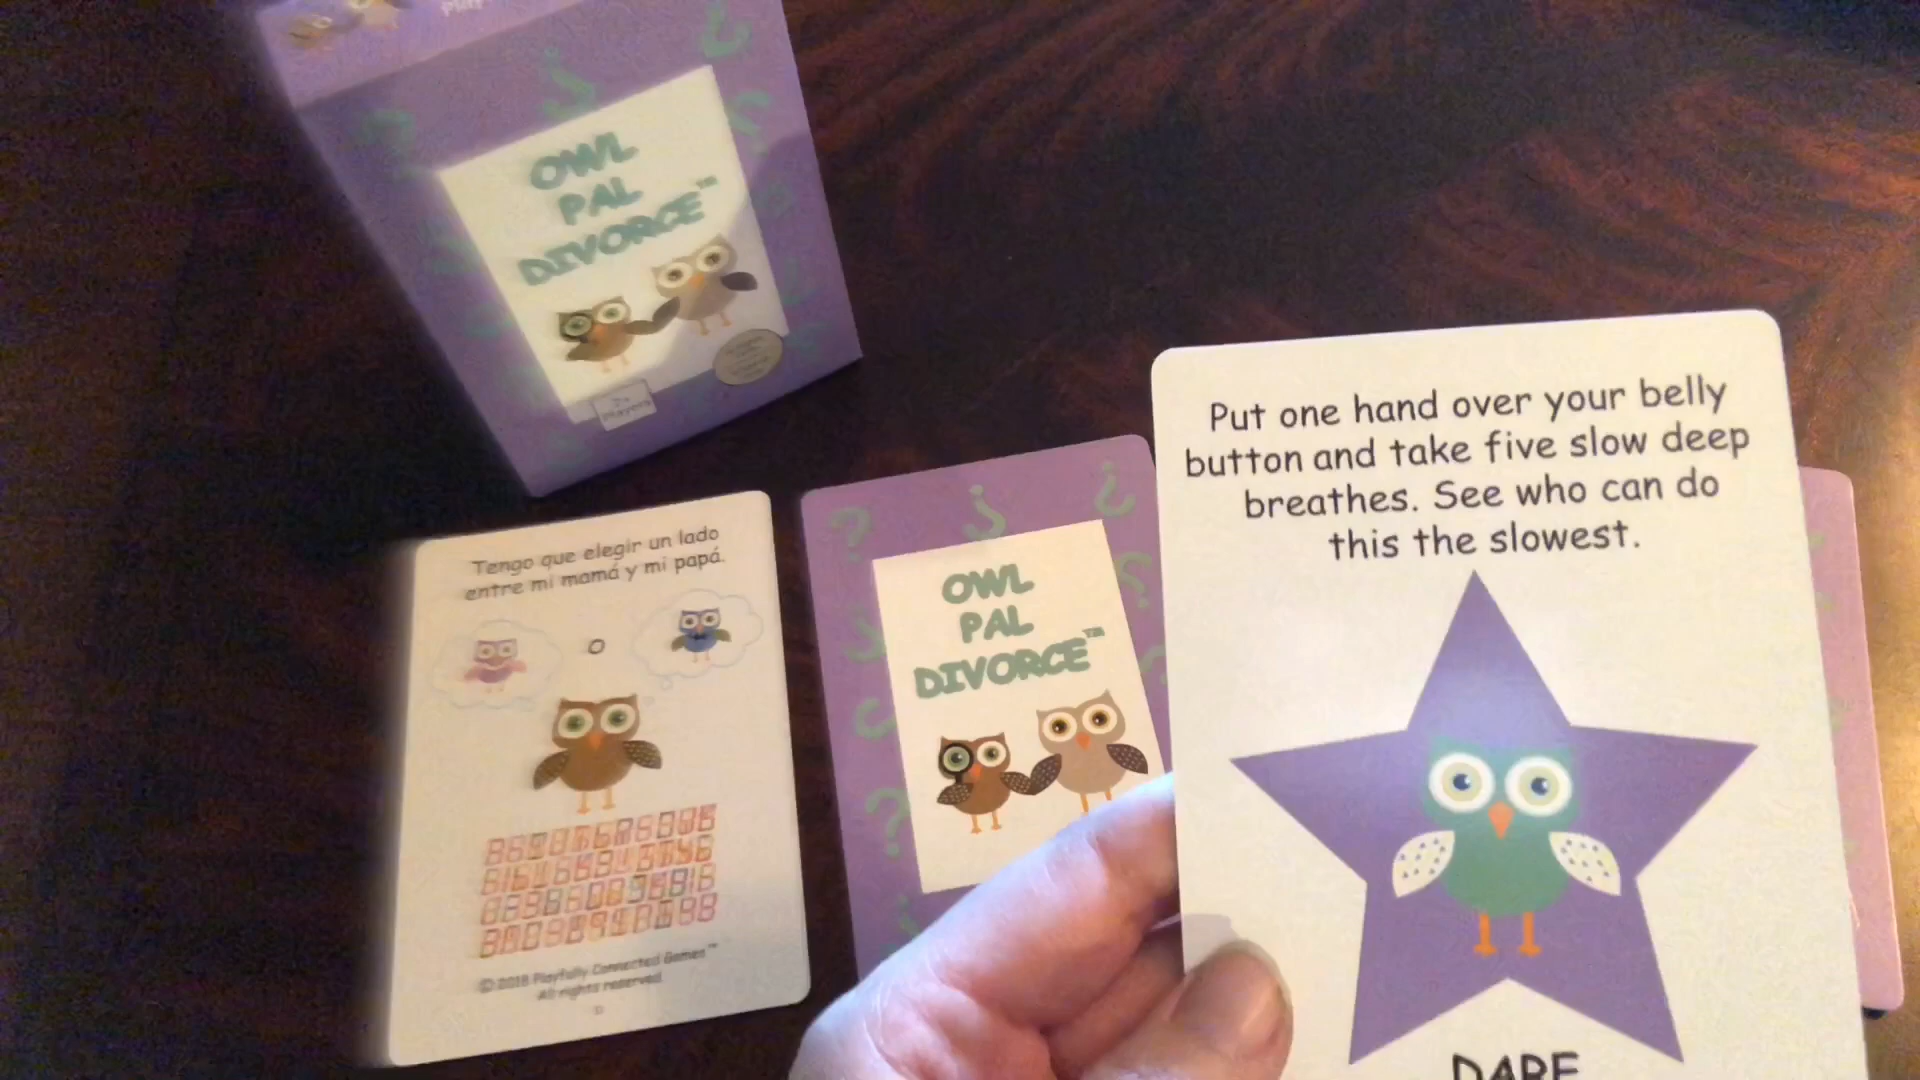 OWL
PAL
DIVORCE™
Players
Tengo que elegir un lado
entre mi mamá y mi papá.
o
© 2018 Playfully Connected Games™
All rights reserved.
OWL
PAL
DIVORCE™
Put one hand over your belly
button and take five slow deep
breathes. See who can do
this the slowest.
DARE